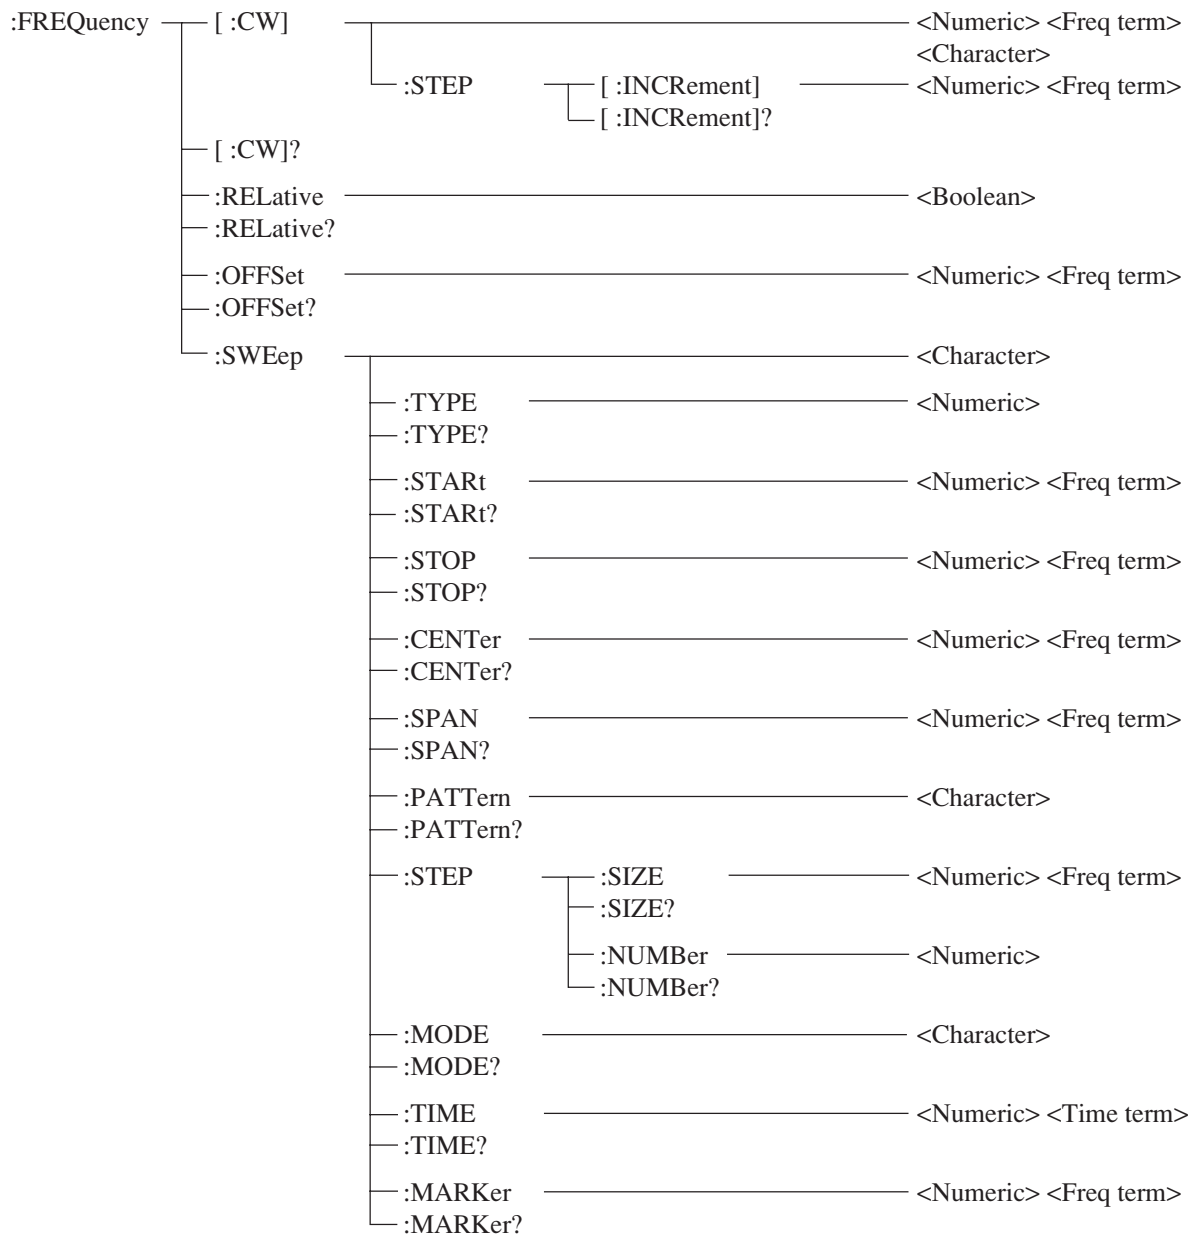 :FREQuency [ :CW] <Numeric> <Freq term>
<Character>
:STEP [ :INCRement] <Numeric> <Freq term>
[ :INCRement]?
[ :CW]?
:RELative <Boolean>
:RELative?
:OFFSet <Numeric> <Freq term>
:OFFSet?
:SWEep <Character>
:TYPE <Numeric>
:TYPE?
:STARt <Numeric> <Freq term>
:STARt?
:STOP <Numeric> <Freq term>
:STOP?
:CENTer <Numeric> <Freq term>
:CENTer?
:SPAN <Numeric> <Freq term>
:SPAN?
:PATTern <Character>
:PATTern?
:STEP :SIZE <Numeric> <Freq term>
:SIZE?
:NUMBer <Numeric>
:NUMBer?
:MODE <Character>
:MODE?
:TIME <Numeric> <Time term>
:TIME?
:MARKer <Numeric> <Freq term>
:MARKer?